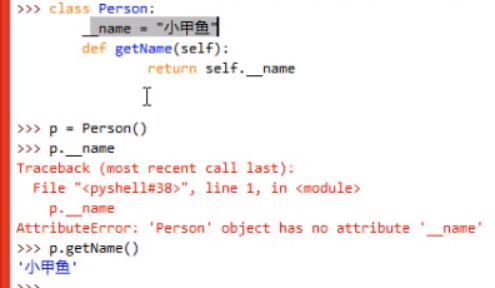 >>> class Person:
        __name = "小甲鱼"
        def getName(self):
                return self.__name
>>> p = Person()
>>> p.__name
Traceback (most recent call last):
  File "<pyshell#38>", line 1, in <module>
    p.__name
AttributeError: 'Person' object has no attribute '__name'
>>> p.getName()
'小甲鱼'
>>>